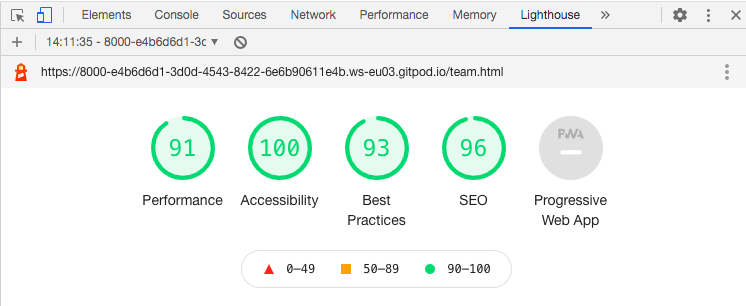 Elements Console Sources Network Performance Memory Lighthouse »
14:11:35 - 8000-e4b6d6d1-3c
https://8000-e4b6d6d1-3d0d-4543-8422-6e6b90611e4b.ws-eu03.gitpod.io/team.html
91 100 93 96 PWA
Performance Accessibility Best SEO Progressive
Practices Web App
0–49 50–89 90–100